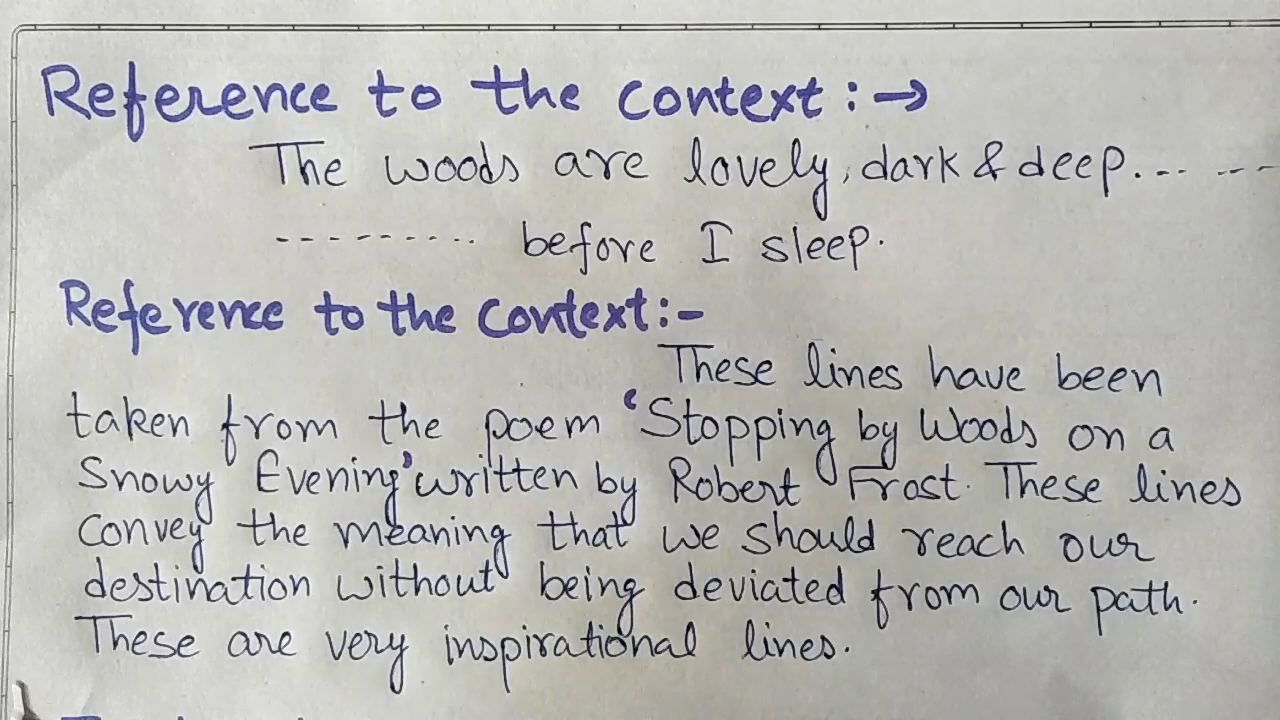 Reference to the context :→
The woods are lovely, dark & deep... ---
---------- before I sleep.
Reference to the context:-
These lines have been
taken from the poem 'Stopping by Woods on a
Snowy Evening' written by Robert Frost. These lines
convey the meaning that we should reach our
destination without being deviated from our path.
These are very inspirational lines.